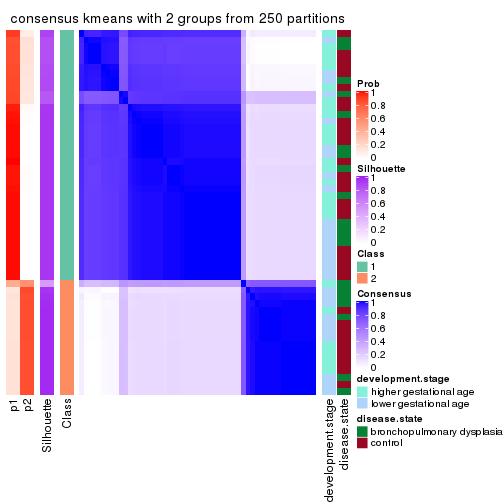 consensus kmeans with 2 groups from 250 partitions
Prob
1
0.8
0.6
0.4
0.2
0
Silhouette
1
0.8
0.6
0.4
0.2
0
Class
1
2
Consensus
1
0.8
0.6
0.4
0.2
0
development.stage
higher gestational age
lower gestational age
disease.state
bronchopulmonary dysplasia
control
p1
p2
Silhouette
Class
development.stage
disease.state